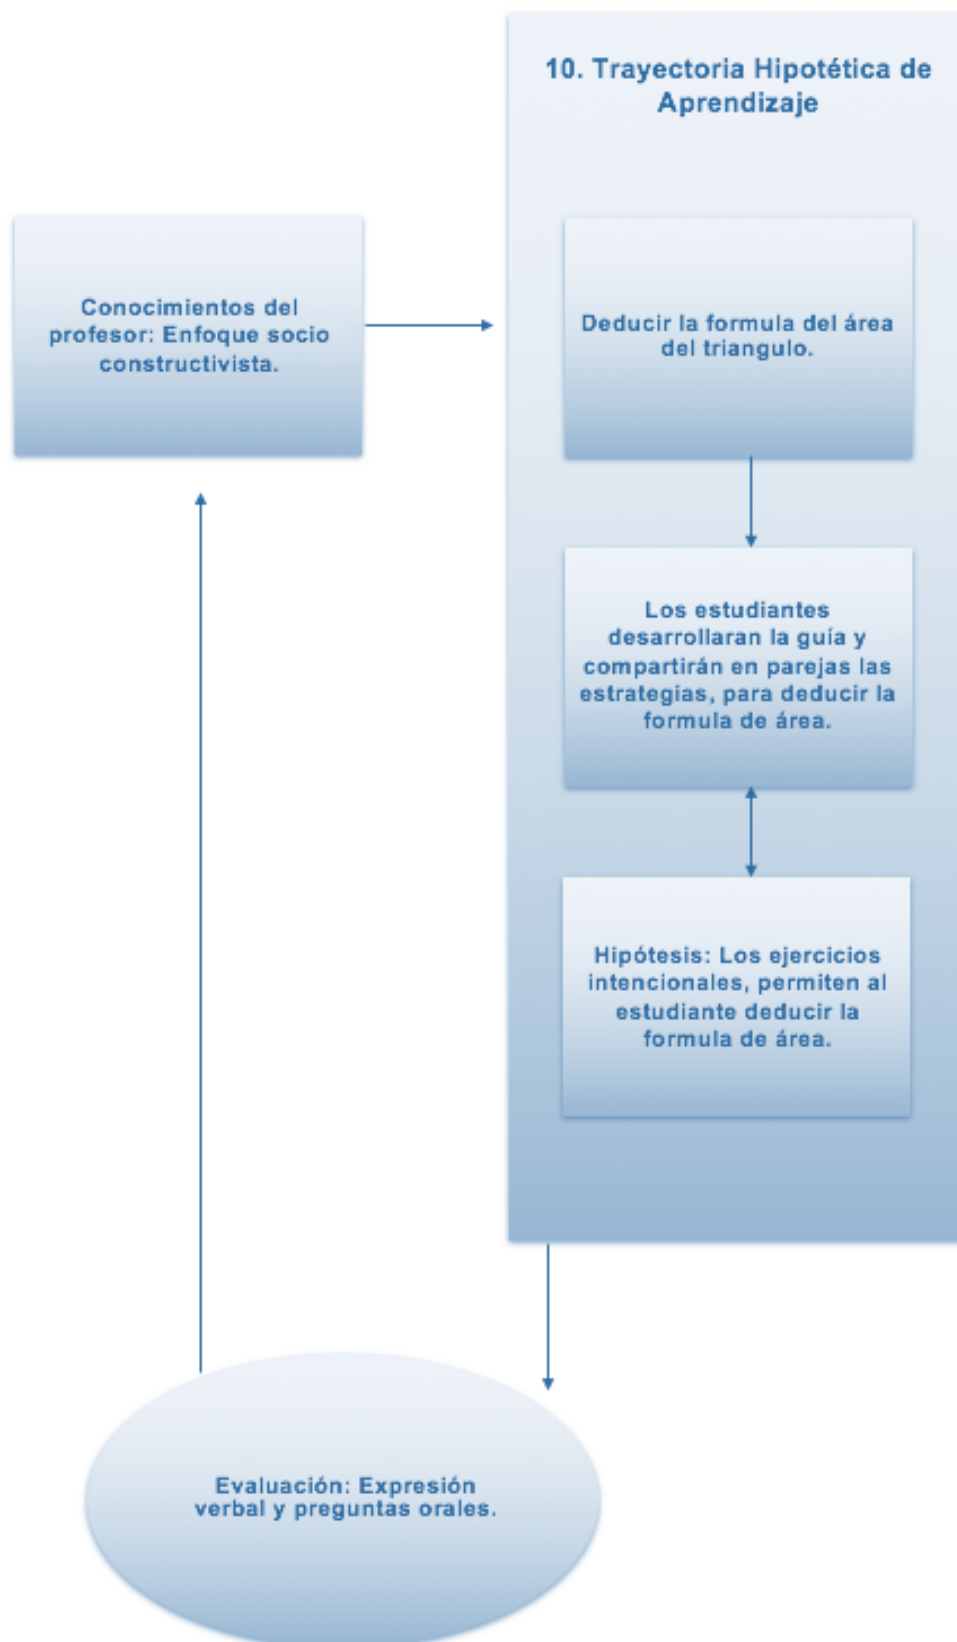 10. Trayectoria Hipotética de
Aprendizaje
Conocimientos del
profesor: Enfoque socio
constructivista.
Deducir la formula del área
del triangulo.
Los estudiantes
desarrollaran la guía y
compartirán en parejas las
estrategias, para deducir la
formula de área.
Hipótesis: Los ejercicios
intencionales, permiten al
estudiante deducir la
formula de área.
Evaluación: Expresión
verbal y preguntas orales.